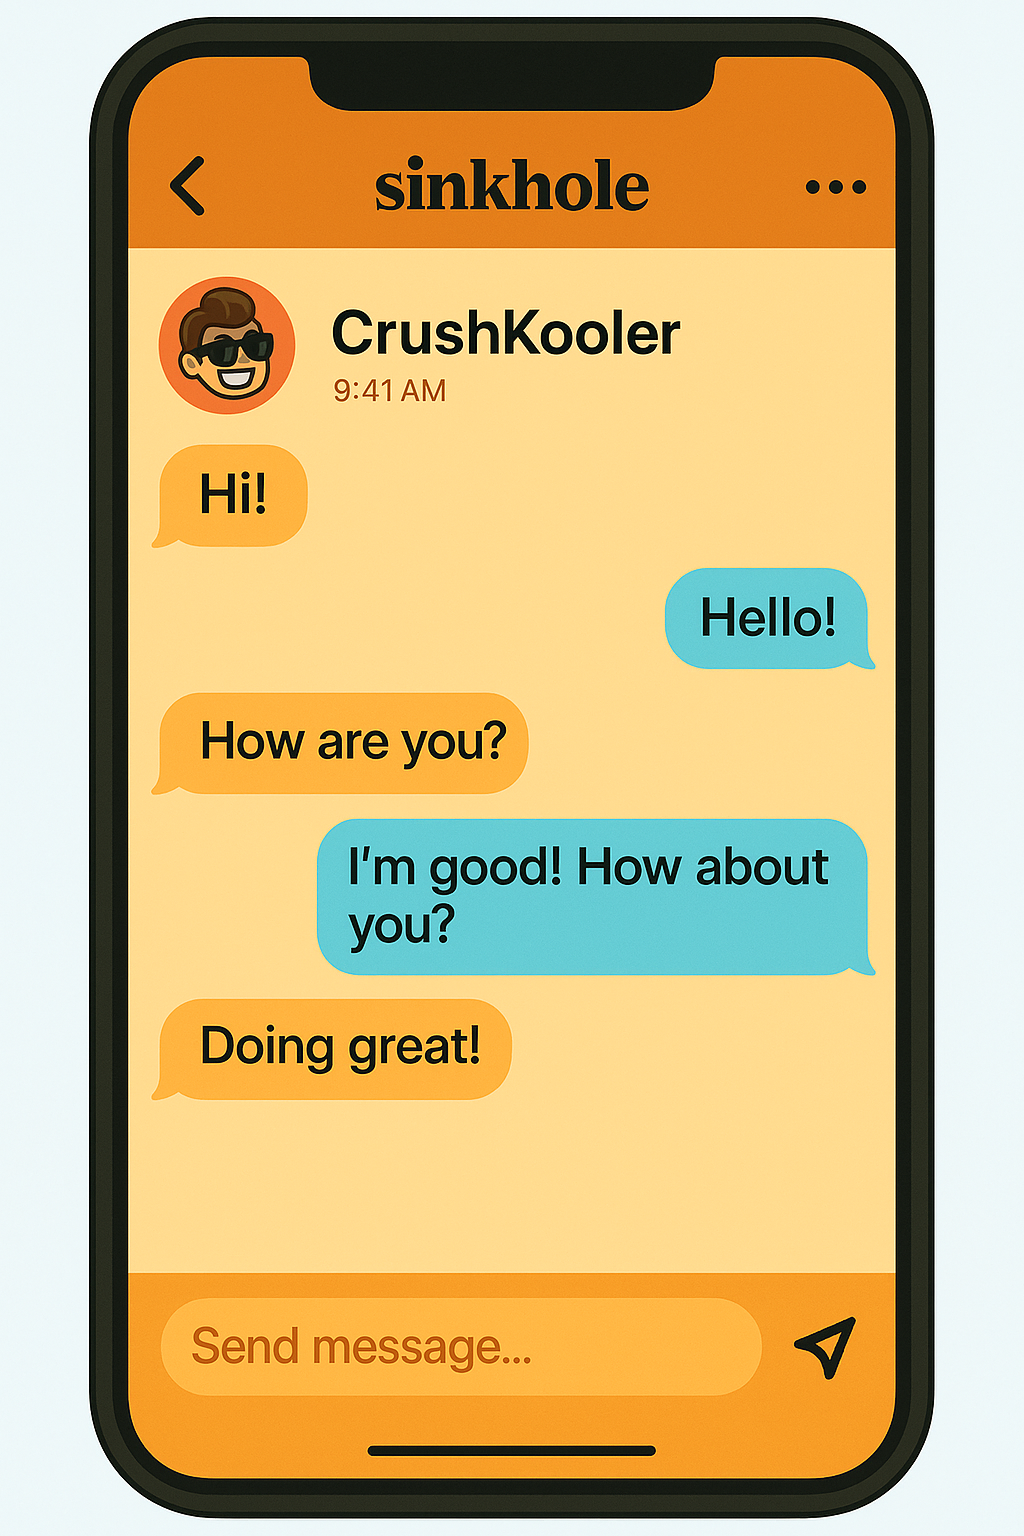 sinkhole
CrushKooler
9:41 AM
Hi!
Hello!
How are you?
I'm good! How about
you?
Doing great!
Send message...